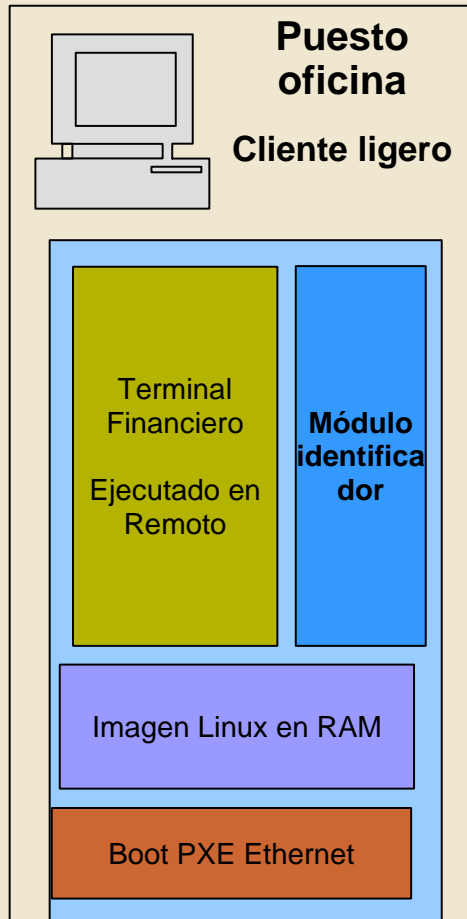 Puesto
oficina
Cliente ligero
Terminal
Financiero
Ejecutado en
Remoto
Módulo
identifica
dor
Imagen Linux en RAM
Boot PXE Ethernet